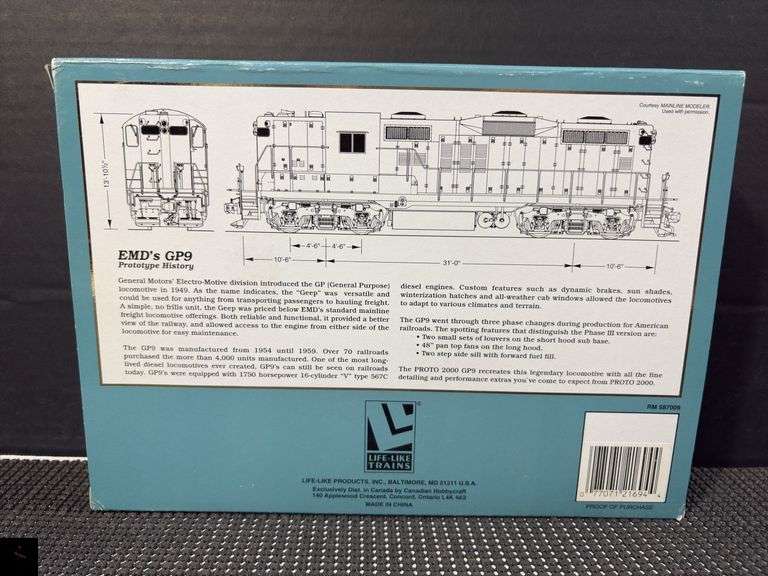 Courtesy MAINLINE MODELER.
Used with permission.
13'-10½"
4'-6"
4'-6"
10'-6"
31'-0"
10'-6"
EMD's GP9
Prototype History
General Motors' Electro-Motive division introduced the GP (General Purpose)
locomotive in 1949. As the name indicates, the "Geep" was versatile and
could be used for anything from transporting passengers to hauling freight.
A simple, no frills unit, the Geep was priced below EMD's standard mainline
freight locomotive offerings. Both reliable and functional, it provided a better
view of the railway, and allowed access to the engine from either side of the
locomotive for easy maintenance.
The GP9 was manufactured from 1954 until 1959. Over 70 railroads
purchased the more than 4,000 units manufactured. One of the most long-
lived diesel locomotives ever created, GP9's can still be seen on railroads
today. GP9's were equipped with 1750 horsepower 16-cylinder "V" type 567C
diesel engines. Custom features such as dynamic brakes, sun shades,
winterization hatches and all-weather cab windows allowed the locomotives
to adapt to various climates and terrain.
The GP9 went through three phase changes during production for American
railroads. The spotting features that distinguish the Phase III version are:
• Two small sets of louvers on the short hood sub base.
• 48" pan top fans on the long hood.
• Two step side sill with forward fuel fill.
The PROTO 2000 GP9 recreates this legendary locomotive with all the fine
detailing and performance extras you've come to expect from PROTO 2000.
RM 587009
®
LIFE-LIKE
TRAINS
LIFE-LIKE PRODUCTS, INC., BALTIMORE, MD 21211 U.S.A.
Exclusively Dist. in Canada by Canadian Hobbycraft
140 Applewood Crescent, Concord, Ontario L4K 4E2
MADE IN CHINA
0 77071 21694 4
PROOF OF PURCHASE